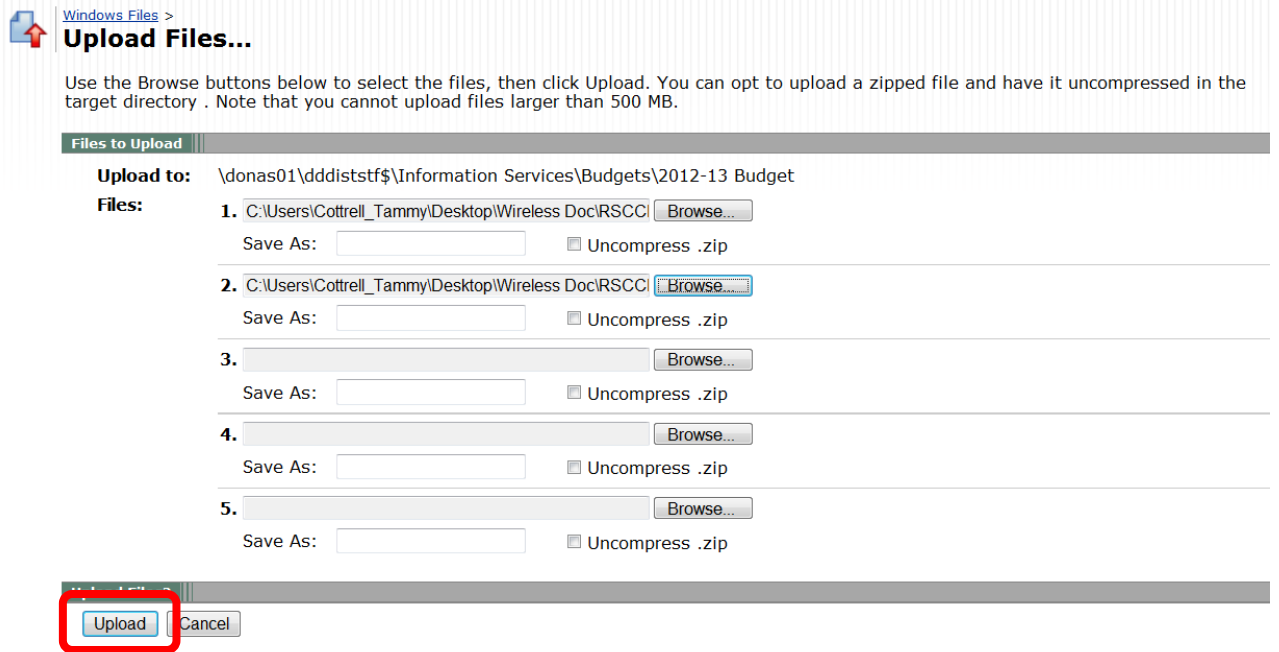 Windows Files >
Upload Files...
Use the Browse buttons below to select the files, then click Upload. You can opt to upload a zipped file and have it uncompressed in the
target directory . Note that you cannot upload files larger than 500 MB.
Files to Upload
Upload to: \donas01\dddiststf$\Information Services\Budgets\2012-13 Budget
Files: 1. C:\Users\Cottrell_Tammy\Desktop\Wireless Doc\RSCCI Browse...
Save As: Uncompress .zip
2. C:\Users\Cottrell_Tammy\Desktop\Wireless Doc\RSCCI Browse...
Save As: Uncompress .zip
3. Browse...
Save As: Uncompress .zip
4. Browse...
Save As: Uncompress .zip
5. Browse...
Save As: Uncompress .zip
Upload Cancel